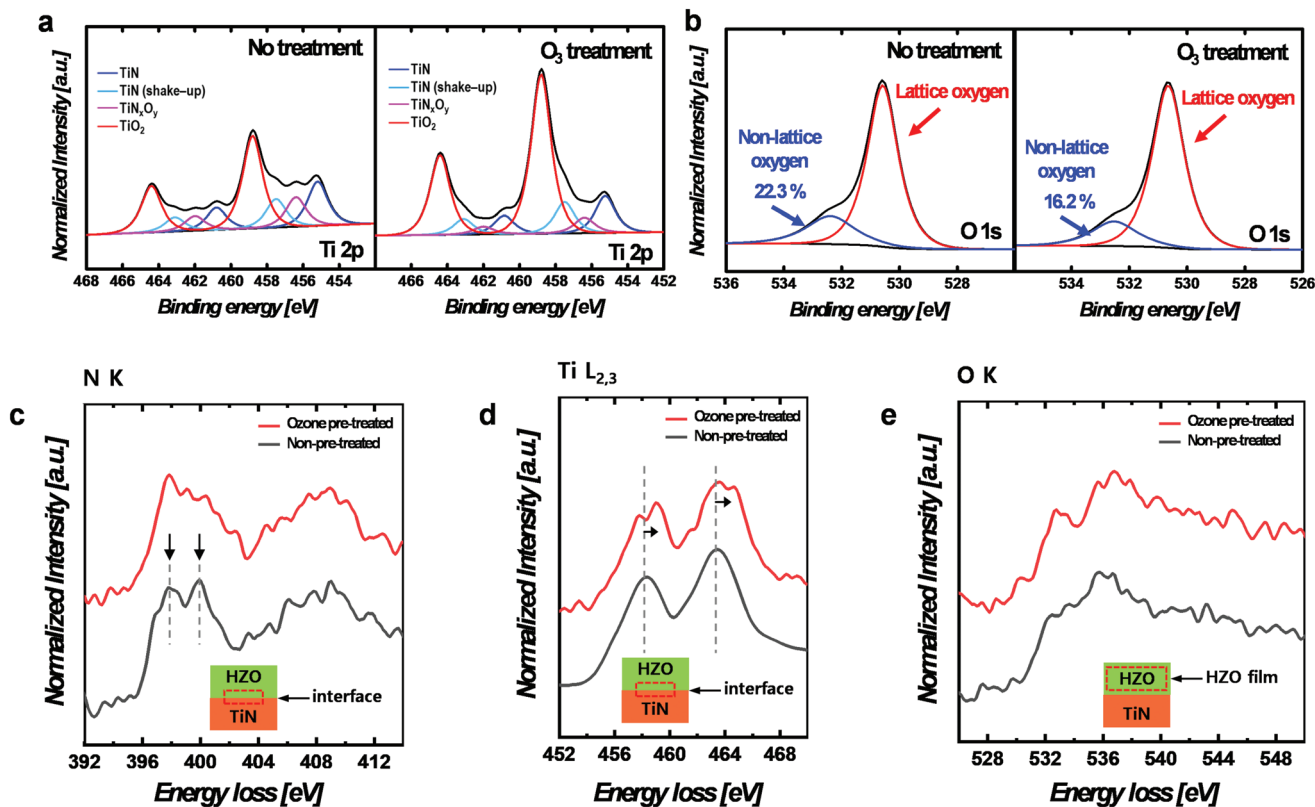 a
Normalized Intensity [a.u.]
No treatment
TiN
TiN (shake–up)
TiNxOy
TiO2
Ti 2p
468 466 464 462 460 458 456 454
Binding energy [eV]
O3 treatment
TiN
TiN (shake–up)
TiNxOy
TiO2
Ti 2p
466 464 462 460 458 456 454 452
Binding energy [eV]
b
Normalized Intensity [a.u.]
No treatment
Lattice oxygen
Non-lattice
oxygen
22.3 %
O 1s
536 534 532 530 528
Binding energy [eV]
O3 treatment
Lattice oxygen
Non-lattice
oxygen
16.2 %
O 1s
534 532 530 528 526
Binding energy [eV]
c
N K
Normalized Intensity [a.u.]
Ozone pre-treated
Non-pre-treated
HZO
interface
TiN
392 396 400 404 408 412
Energy loss [eV]
d
Ti L2,3
Normalized Intensity [a.u.]
Ozone pre-treated
Non-pre-treated
HZO
interface
TiN
452 456 460 464 468
Energy loss [eV]
e
O K
Normalized Intensity [a.u.]
Ozone pre-treated
Non-pre-treated
HZO
HZO film
TiN
528 532 536 540 544 548
Energy loss [eV]